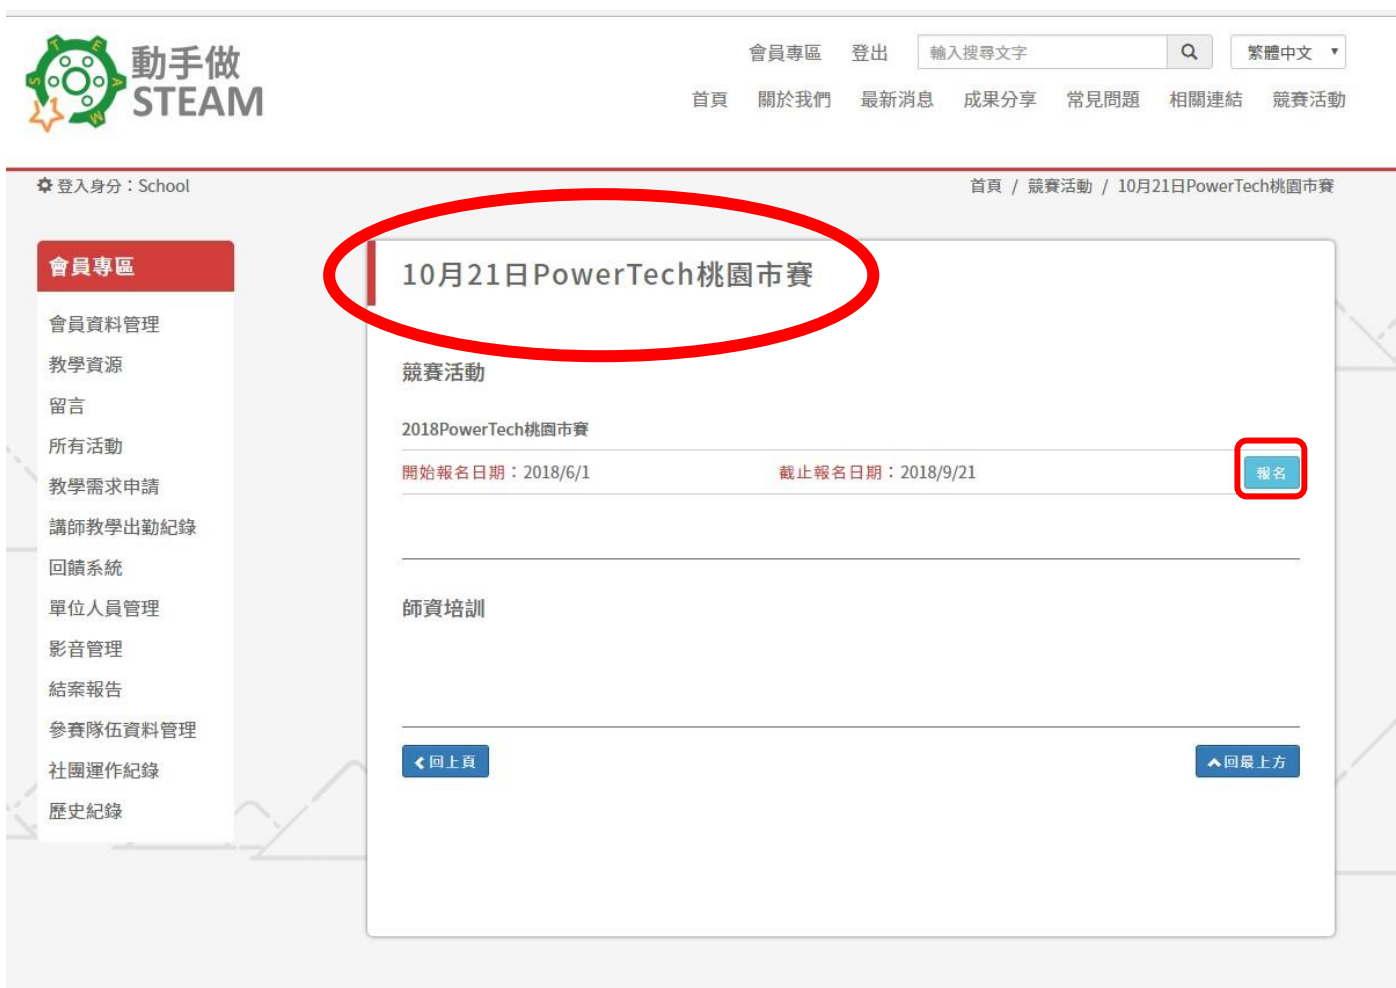 動手做
STEAM
會員專區 登出 輸入搜尋文字 繁體中文
首頁 關於我們 最新消息 成果分享 常見問題 相關連結 競賽活動
登入身分：School
首頁 / 競賽活動 / 10月21日PowerTech桃園市賽
會員專區
會員資料管理
教學資源
留言
所有活動
教學需求申請
講師教學出勤紀錄
回饋系統
單位人員管理
影音管理
結案報告
參賽隊伍資料管理
社團運作紀錄
歷史紀錄
10月21日PowerTech桃園市賽
競賽活動
2018PowerTech桃園市賽
開始報名日期：2018/6/1 截止報名日期：2018/9/21 報名
師資培訓
回上頁 回最上方